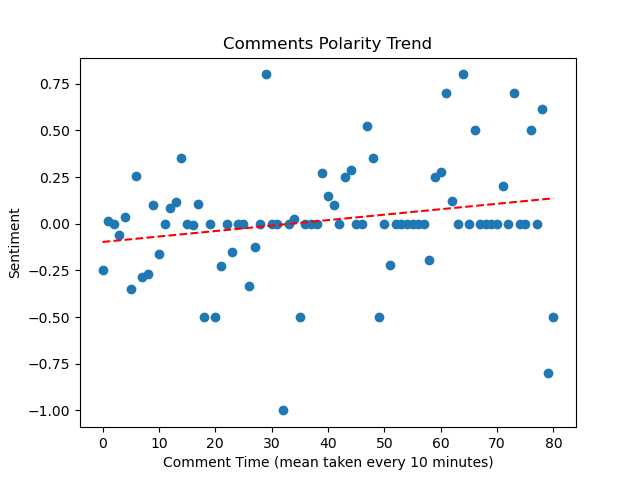 Comments Polarity Trend
Sentiment
0.75
0.50
0.25
0.00
−0.25
−0.50
−0.75
−1.00
0 10 20 30 40 50 60 70 80
Comment Time (mean taken every 10 minutes)